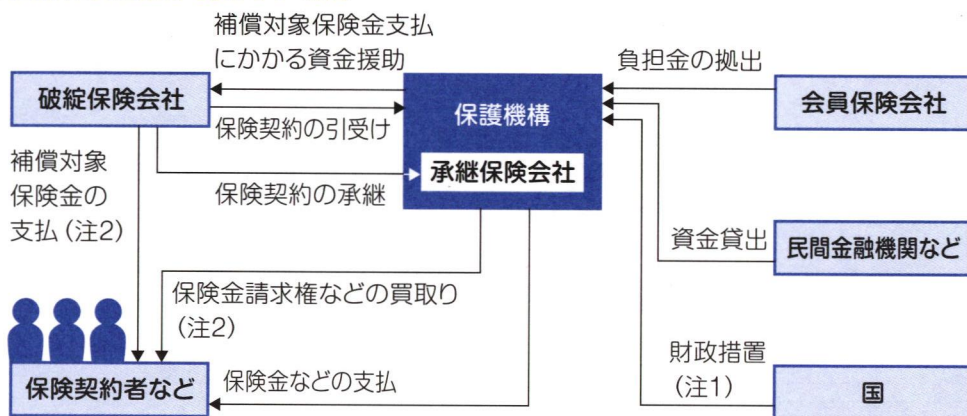 補償対象保険金支払
にかかる資金援助
負担金の拠出
破綻保険会社
保護機構
会員保険会社
保険契約の引受け
補償対象
保険金の
支払(注2)
承継保険会社
保険契約の承継
資金貸出
民間金融機関など
保険金請求権などの買取り
(注2)
財政措置
(注1)
保険契約者など
保険金などの支払
国